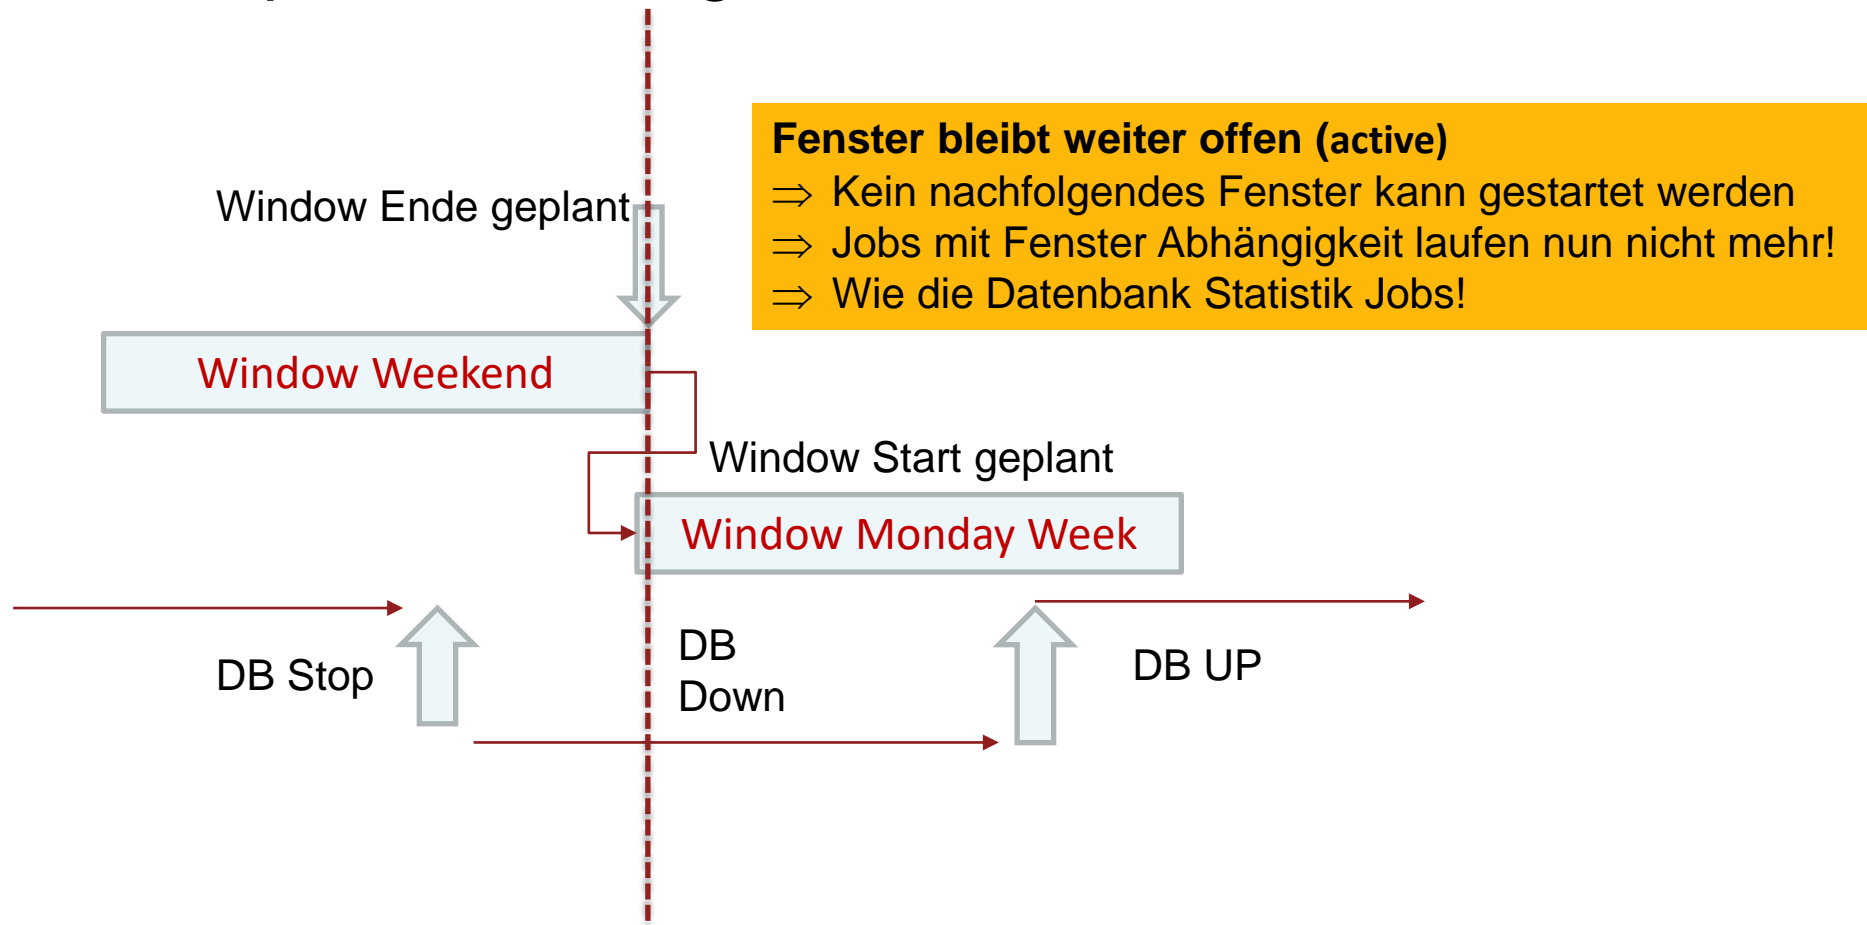 Fenster bleibt weiter offen (active)
⇒ Kein nachfolgendes Fenster kann gestartet werden
⇒ Jobs mit Fenster Abhängigkeit laufen nun nicht mehr!
⇒ Wie die Datenbank Statistik Jobs!
Window Ende geplant
Window Weekend
Window Start geplant
Window Monday Week
DB Stop
DB
Down
DB UP